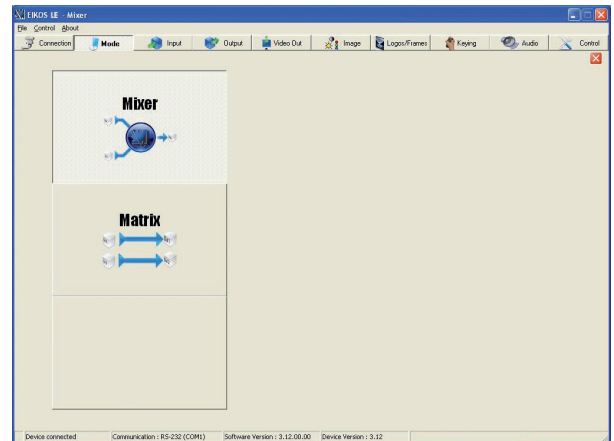 EIKOS LE - Mixer
File Control About
Connection Mode Input Output Video Out Image Logos/Frames Keying Audio Control
Mixer
Matrix
Device connected Communication : RS-232 (COM1) Software Version : 3.12.00.00 Device Version : 3.12